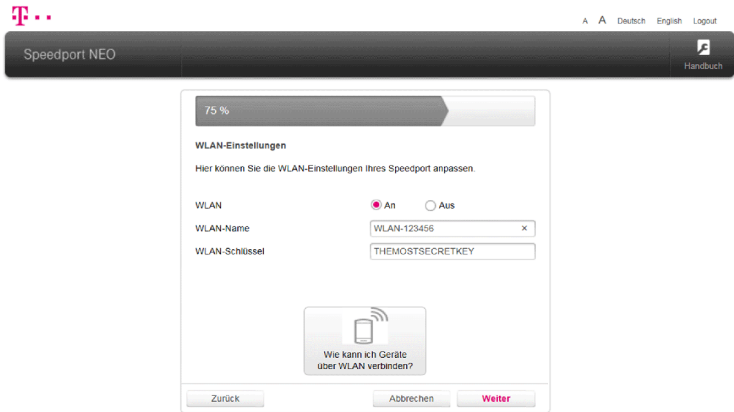 T
A A Deutsch English Logout
Speedport NEO
Handbuch
75 %
WLAN-Einstellungen
Hier können Sie die WLAN-Einstellungen Ihres Speedport anpassen.
WLAN An Aus
WLAN-Name WLAN-123456 ×
WLAN-Schlüssel THEMOSTSECRETKEY
Wie kann ich Geräte
über WLAN verbinden?
Zurück Abbrechen Weiter